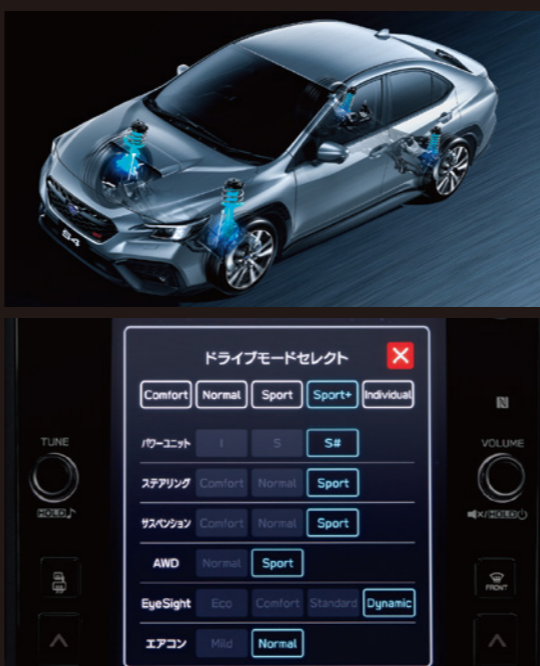 S4
ドライブモードセレクト
Comfort Normal Sport Sport+ Individual
TUNE
VOLUME
パワーユニット I S S#
ステアリング Comfort Normal Sport
HOLD♪
/HOLD
サスペンション Comfort Normal Sport
AWD Normal Sport
FRONT
EyeSight Eco Comfort Standard Dynamic
エアコン Mild Normal